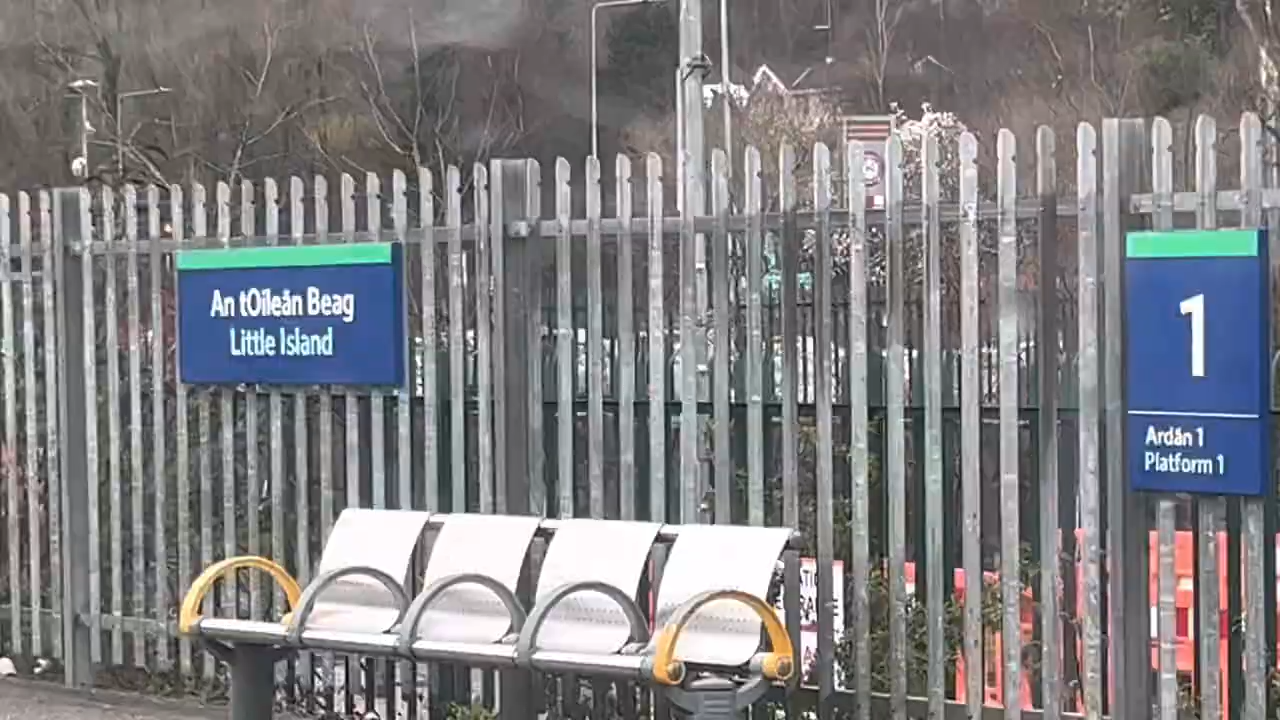 An tOileán Beag
Little Island
1
Ardán 1
Platform 1